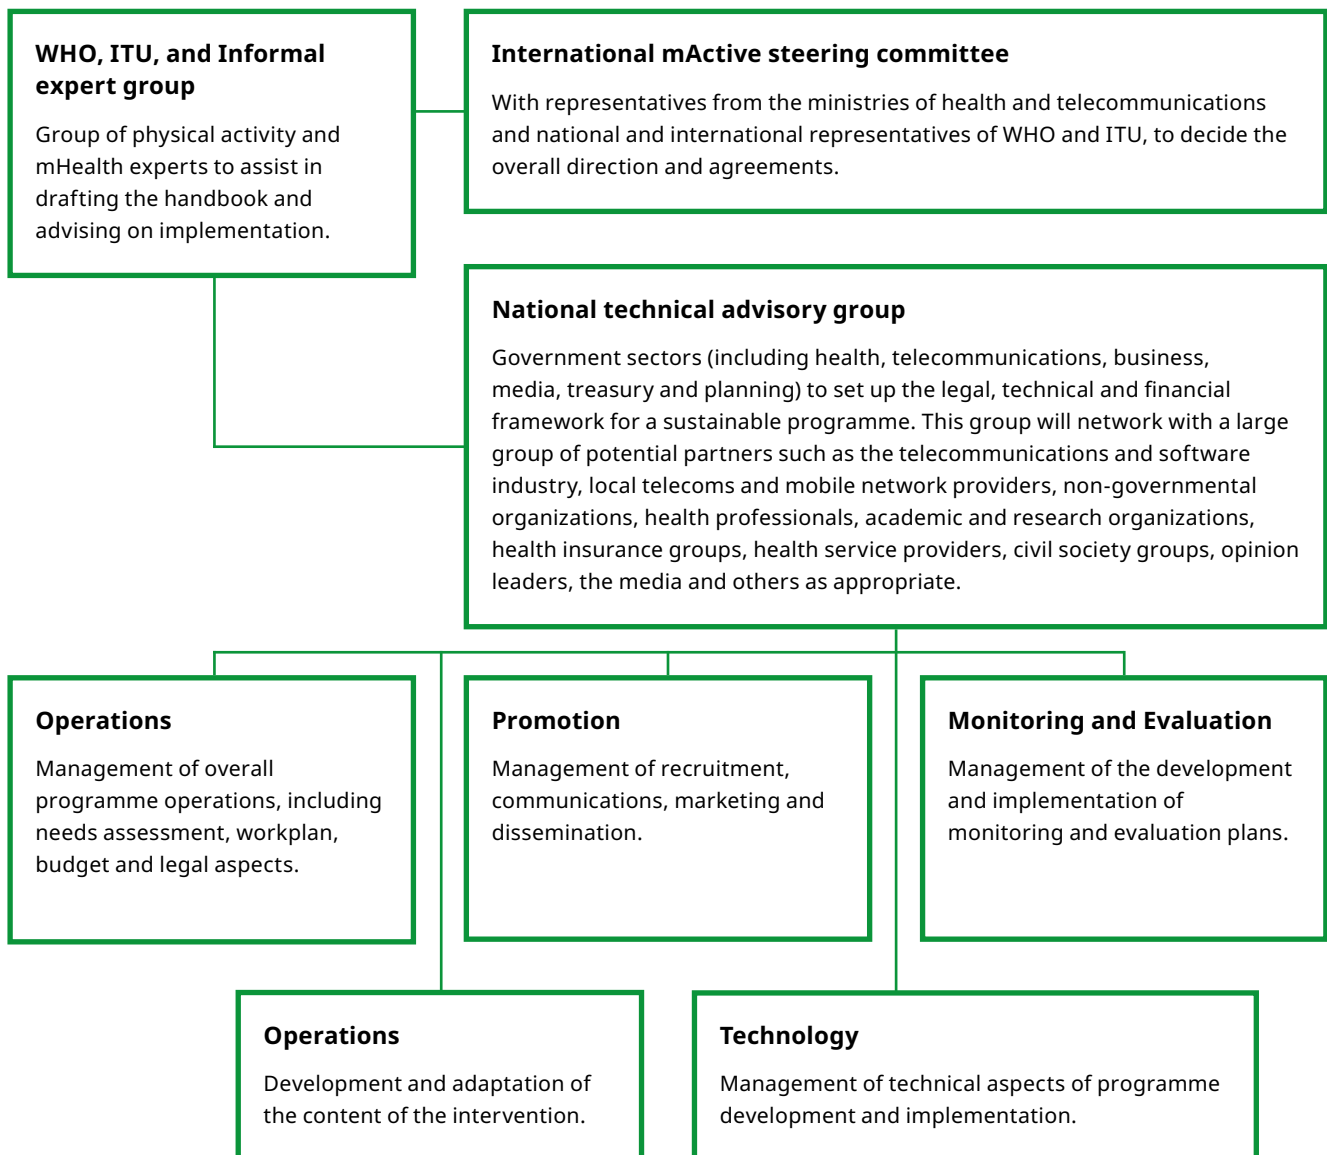 WHO, ITU, and Informal
expert group
Group of physical activity and
mHealth experts to assist in
drafting the handbook and
advising on implementation.
International mActive steering committee
With representatives from the ministries of health and telecommunications
and national and international representatives of WHO and ITU, to decide the
overall direction and agreements.
National technical advisory group
Government sectors (including health, telecommunications, business,
media, treasury and planning) to set up the legal, technical and financial
framework for a sustainable programme. This group will network with a large
group of potential partners such as the telecommunications and software
industry, local telecoms and mobile network providers, non-governmental
organizations, health professionals, academic and research organizations,
health insurance groups, health service providers, civil society groups, opinion
leaders, the media and others as appropriate.
Operations
Management of overall
programme operations, including
needs assessment, workplan,
budget and legal aspects.
Promotion
Management of recruitment,
communications, marketing and
dissemination.
Monitoring and Evaluation
Management of the development
and implementation of
monitoring and evaluation plans.
Operations
Development and adaptation of
the content of the intervention.
Technology
Management of technical aspects of programme
development and implementation.